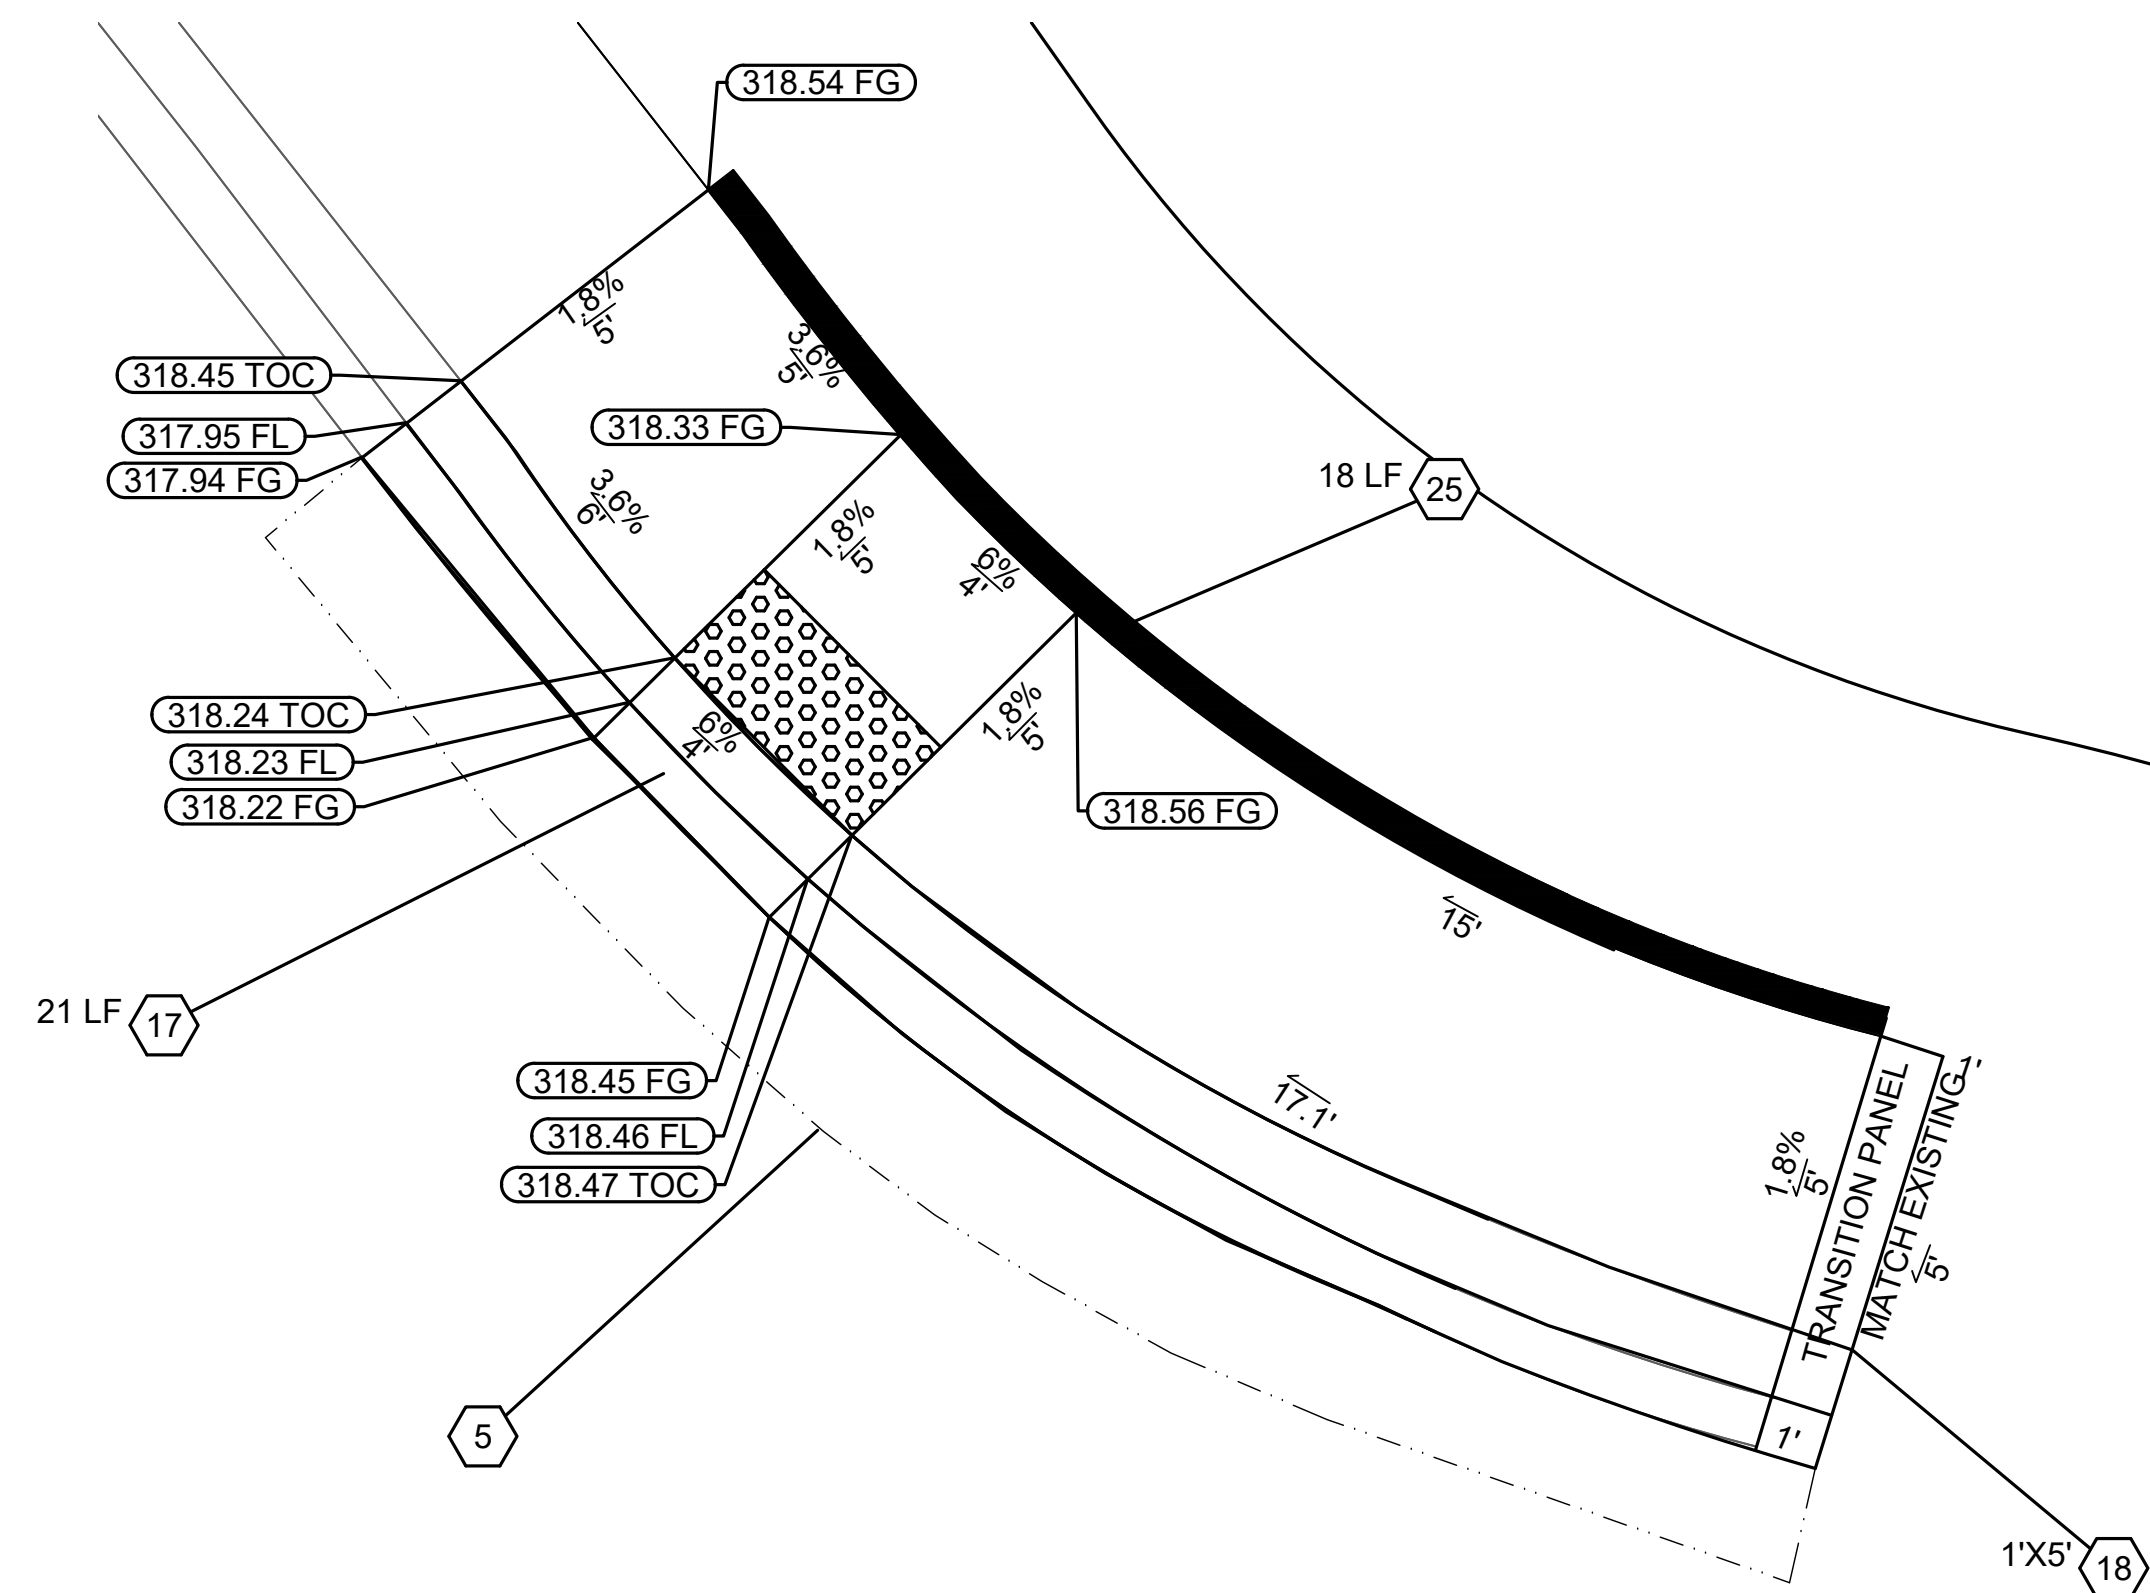 318.54 FG
1.8%
5'
3.6%
5'
318.45 TOC
317.95 FL
317.94 FG
318.33 FG
18 LF
25
3.6%
6'
1.8%
5'
6%
4'
318.24 TOC
318.23 FL
318.22 FG
6%
4'
1.8%
5'
318.56 FG
15'
21 LF
17
318.45 FG
318.46 FL
318.47 TOC
17.1'
1'
TRANSITION PANEL
MATCH EXISTING
1.8%
5'
5'
5
1'
1'X5'
18